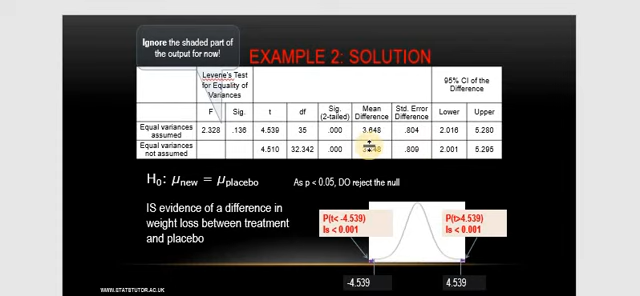 Ignore the shaded part of
the output for now!
EXAMPLE 2: SOLUTION
Levene's Test
for Equality of
Variances
95% CI of the
Difference
F Sig. t df Sig. (2-tailed) Mean Difference Std. Error Difference Lower Upper
Equal variances assumed 2.328 .136 4.539 35 .000 3.648 .804 2.016 5.280
Equal variances not assumed 4.510 32.342 .000 .809 2.001 5.295
H₀: μnew = μplacebo
As p < 0.05, DO reject the null
IS evidence of a difference in
weight loss between treatment
and placebo
P(t< -4.539)
Is < 0.001
P(t>4.539)
Is < 0.001
-4.539
4.539
WWW.STATSTUTOR.AC.UK